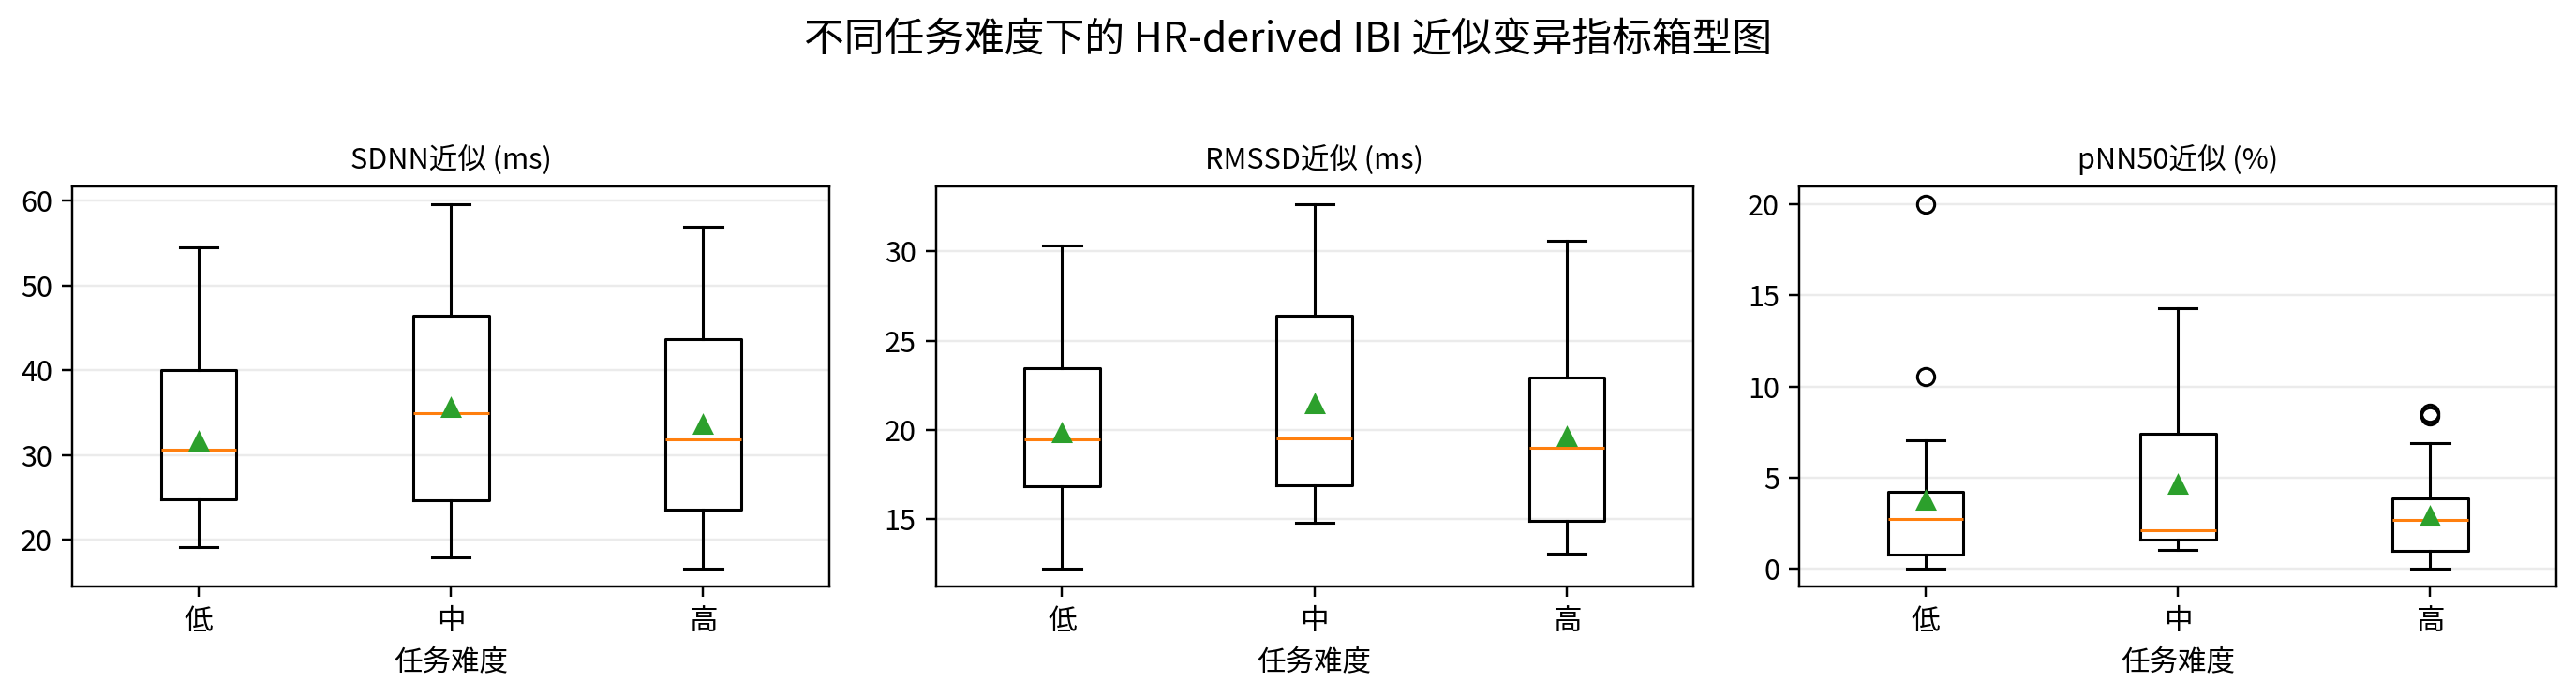 不同任务难度下的 HR-derived IBI 近似变异指标箱型图
SDNN近似 (ms)
60
50
40
30
20
低 中 高
任务难度
RMSSD近似 (ms)
30
25
20
15
低 中 高
任务难度
pNN50近似 (%)
20
15
10
5
0
低 中 高
任务难度